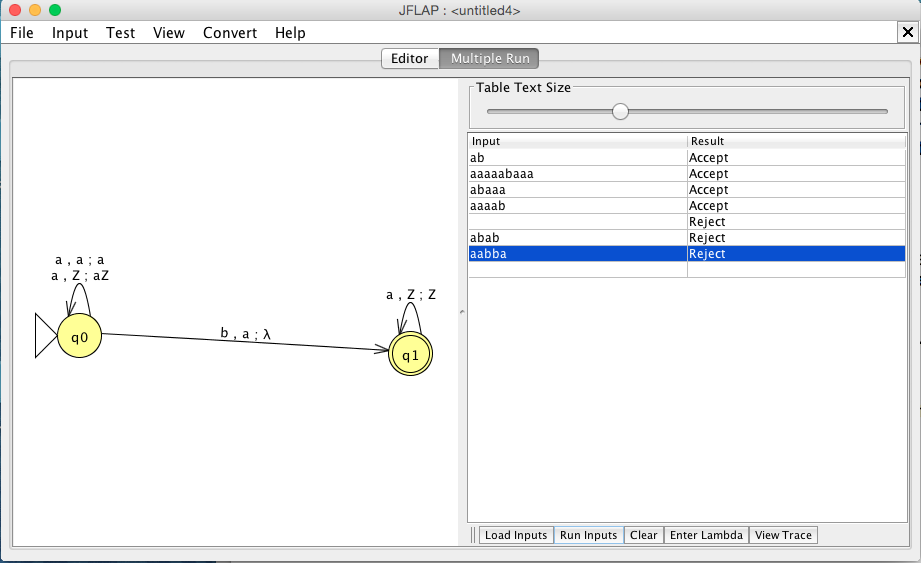 JFLAP : <untitled4>
File Input Test View Convert Help
Editor Multiple Run
Table Text Size
Input Result
ab Accept
aaaaabaaa Accept
abaaa Accept
aaaab Accept
Reject
abab Reject
aabba Reject
a , a ; a
a , Z ; aZ
q0
b , a ; λ
a , Z ; Z
q1
Load Inputs Run Inputs Clear Enter Lambda View Trace